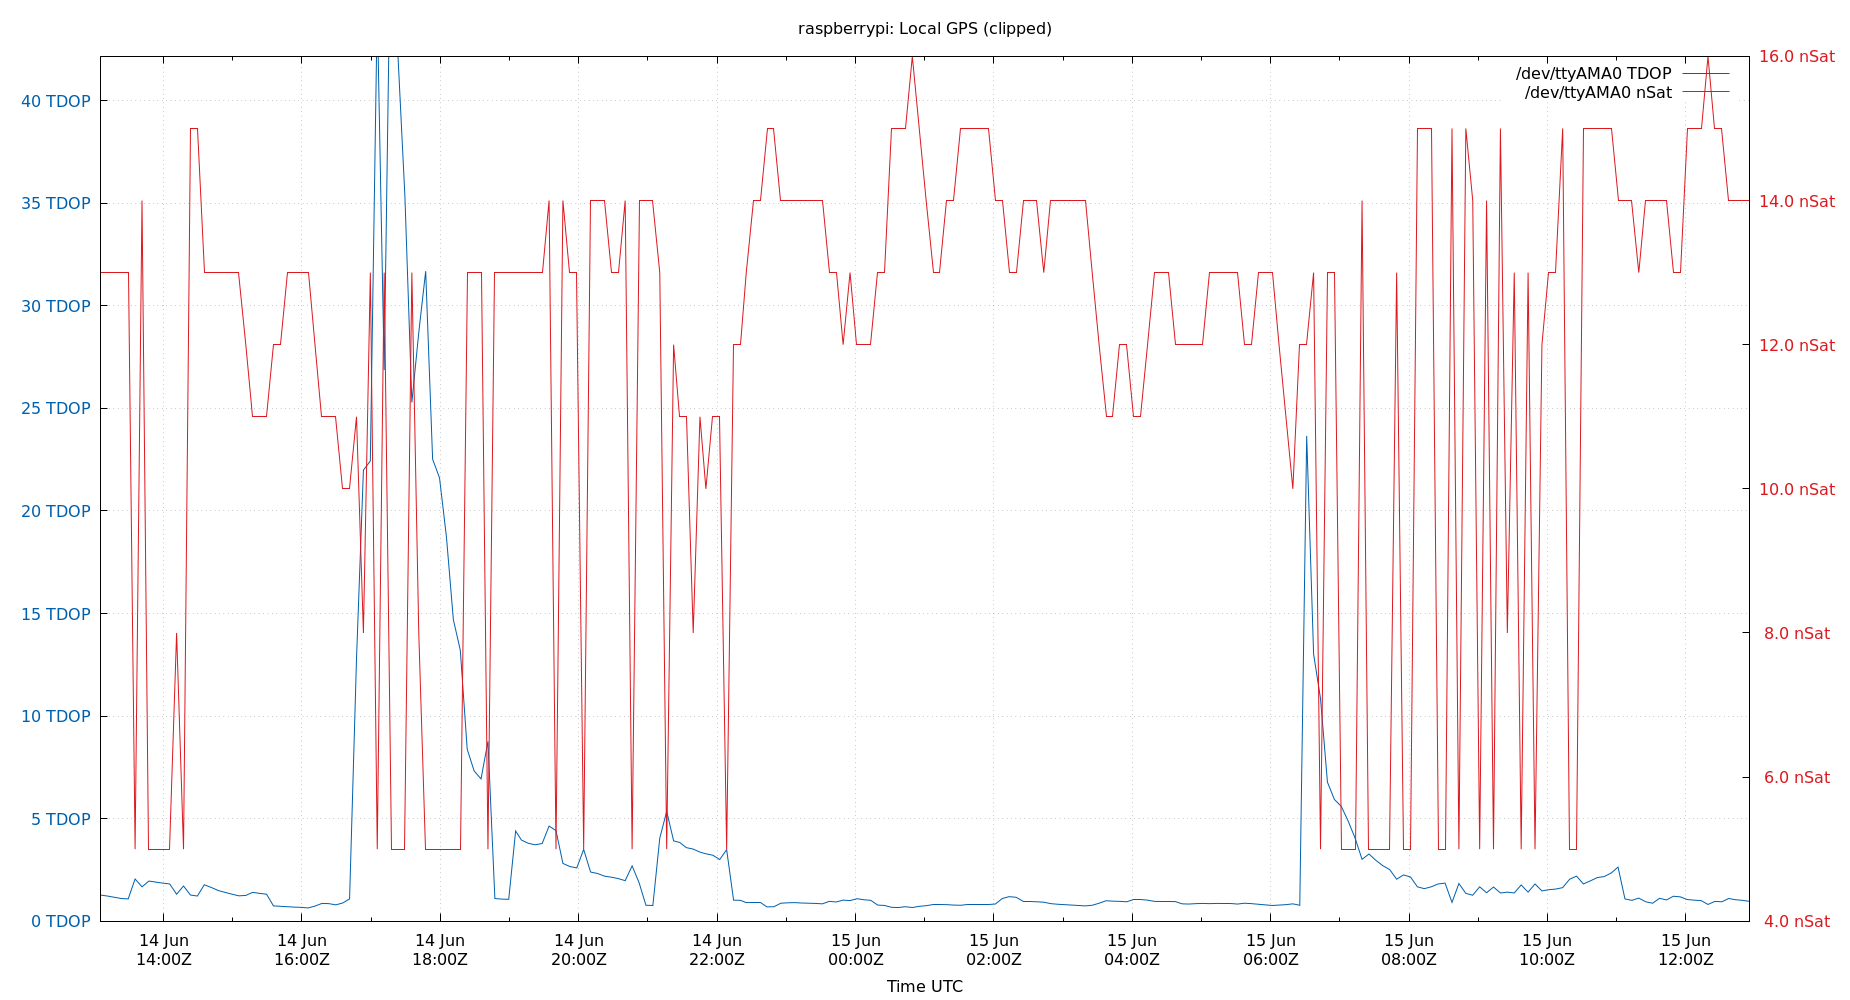 raspberrypi: Local GPS (clipped)
/dev/ttyAMA0 TDOP
/dev/ttyAMA0 nSat
40 TDOP
35 TDOP
30 TDOP
25 TDOP
20 TDOP
15 TDOP
10 TDOP
5 TDOP
0 TDOP
16.0 nSat
14.0 nSat
12.0 nSat
10.0 nSat
8.0 nSat
6.0 nSat
4.0 nSat
14 Jun 14 Jun 14 Jun 14 Jun 14 Jun 15 Jun 15 Jun 15 Jun 15 Jun 15 Jun 15 Jun 15 Jun
14:00Z 16:00Z 18:00Z 20:00Z 22:00Z 00:00Z 02:00Z 04:00Z 06:00Z 08:00Z 10:00Z 12:00Z
Time UTC